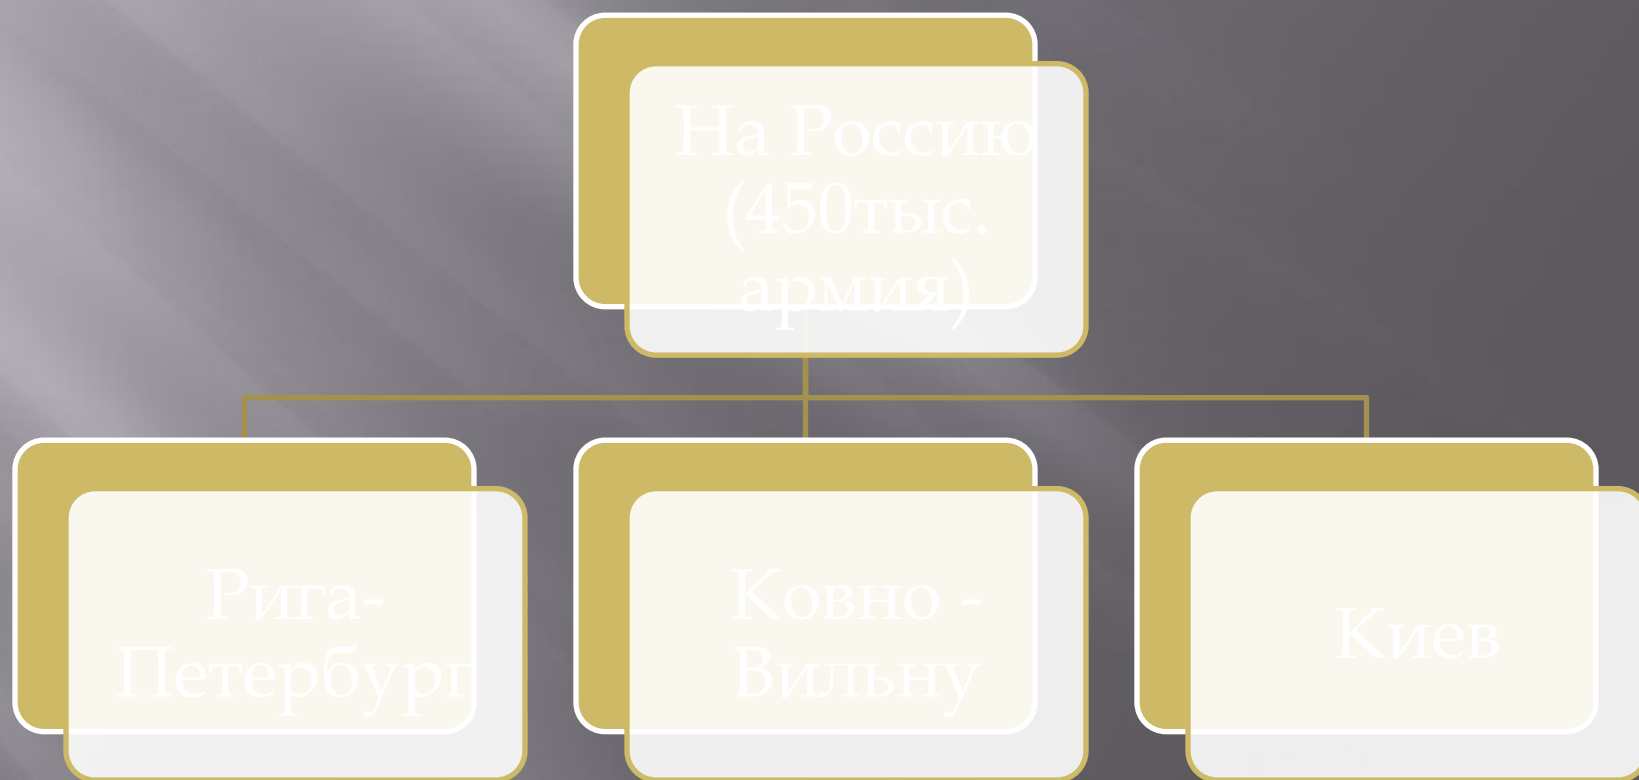 На Россию
(450тыс.
армия)
Рига-
Петербург
Ковно -
Вильну
Киев